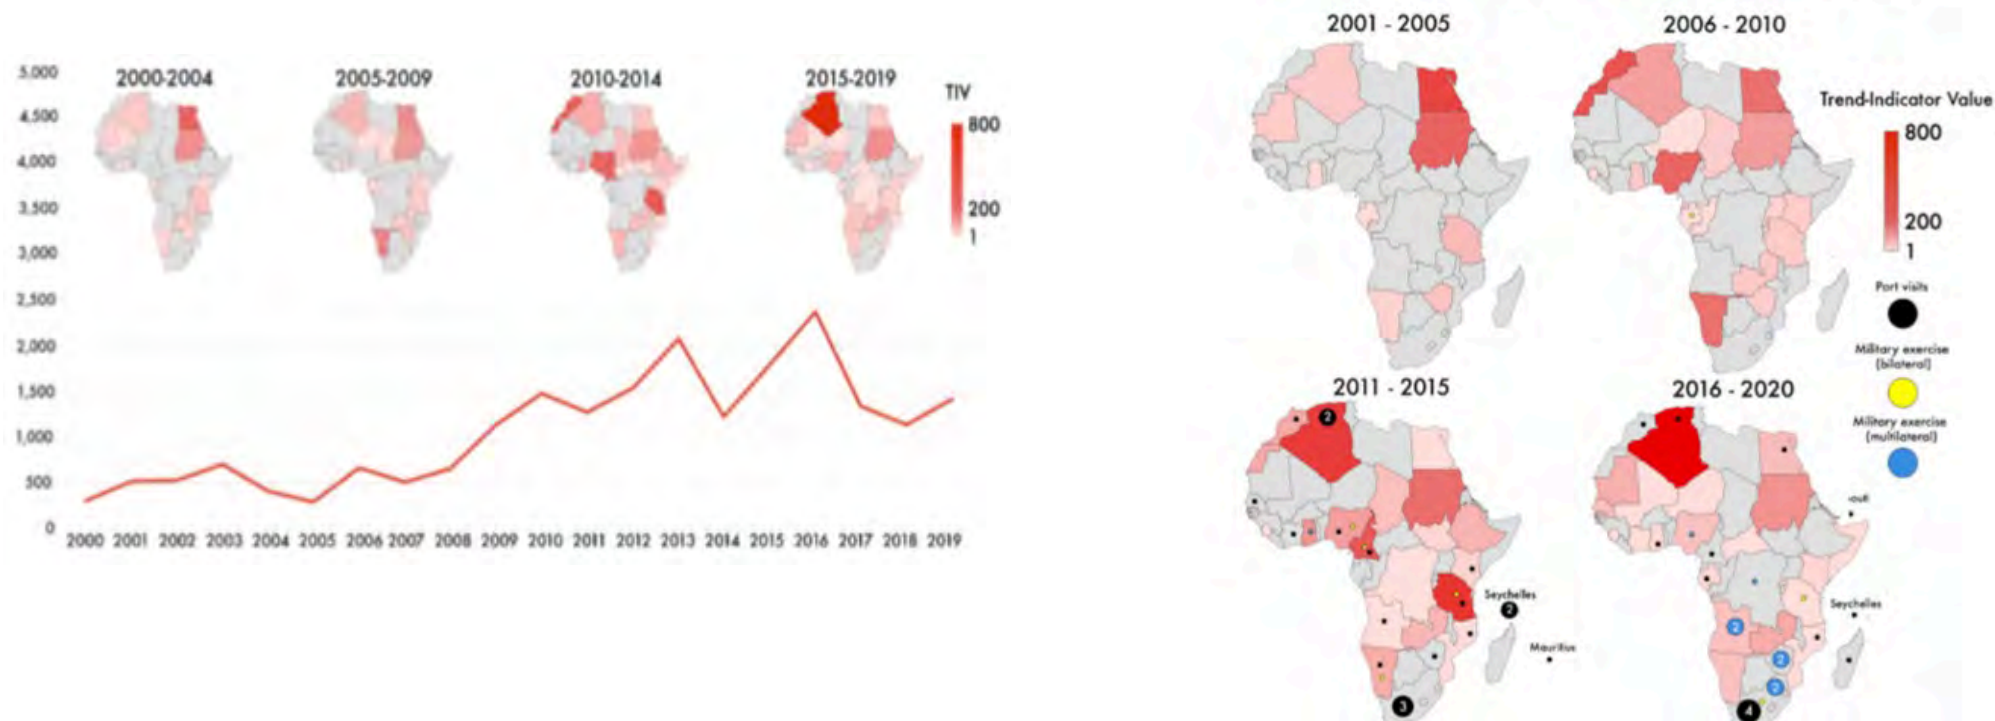 2000-2004 2005-2009 2010-2014 2015-2019
TIV
800
200
1
5,000
4,500
4,000
3,500
3,000
2,500
2,000
1,500
1,000
500
0
2000 2001 2002 2003 2004 2005 2006 2007 2008 2009 2010 2011 2012 2013 2014 2015 2016 2017 2018 2019
2001 - 2005
2006 - 2010
Trend-Indicator Value
800
200
1
Port visits
Military exercise
(bilateral)
Military exercise
(multilateral)
2011 - 2015
2
Seychelles
2
Mauritius
3
2016 - 2020
-outi
Seychelles
2
2
2
4